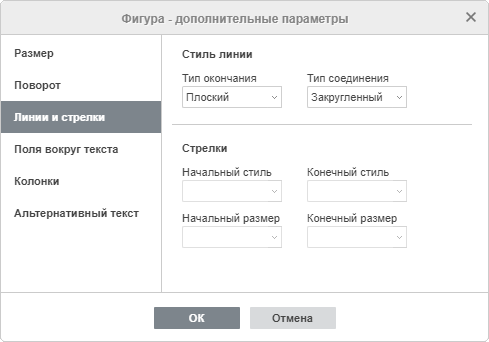 Фигура - дополнительные параметры
Размер
Поворот
Линии и стрелки
Поля вокруг текста
Колонки
Альтернативный текст
Стиль линии
Тип окончания Тип соединения
Плоский Закругленный
Стрелки
Начальный стиль Конечный стиль
Начальный размер Конечный размер
ОК Отмена